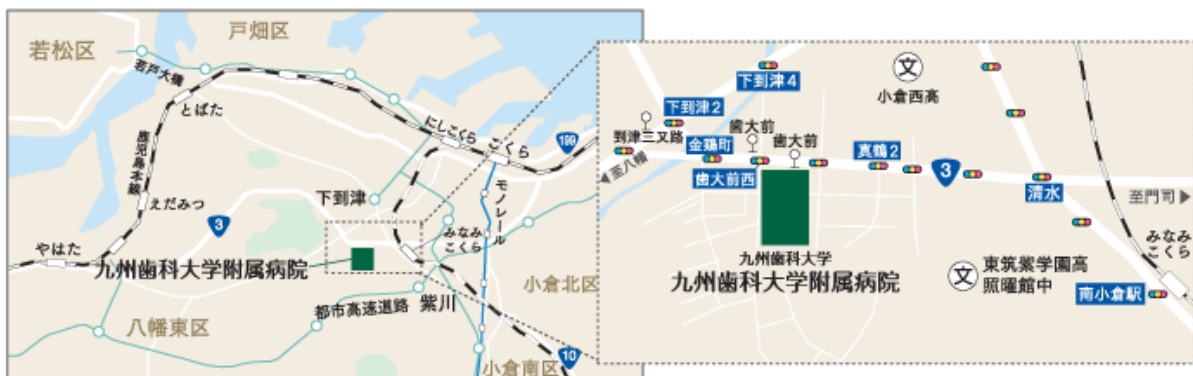 若松区
戸畑区
若戸大橋
とばた
鹿児島本線
にしこくら
こくら
199
えだみつ
下到津
モノレール
3
やはた
みなみ
こくら
九州歯科大学附属病院
都市高速道路
紫川
小倉北区
八幡東区
小倉南区
10
下到津4
文
小倉西高
下到津2
到津三叉路
歯大前
金鶏町
歯大前
真鶴2
至八幡
歯大前西
3
清水
至門司
九州歯科大学
九州歯科大学附属病院
みなみ
こくら
文
東筑紫学園高
照曜館中
南小倉駅